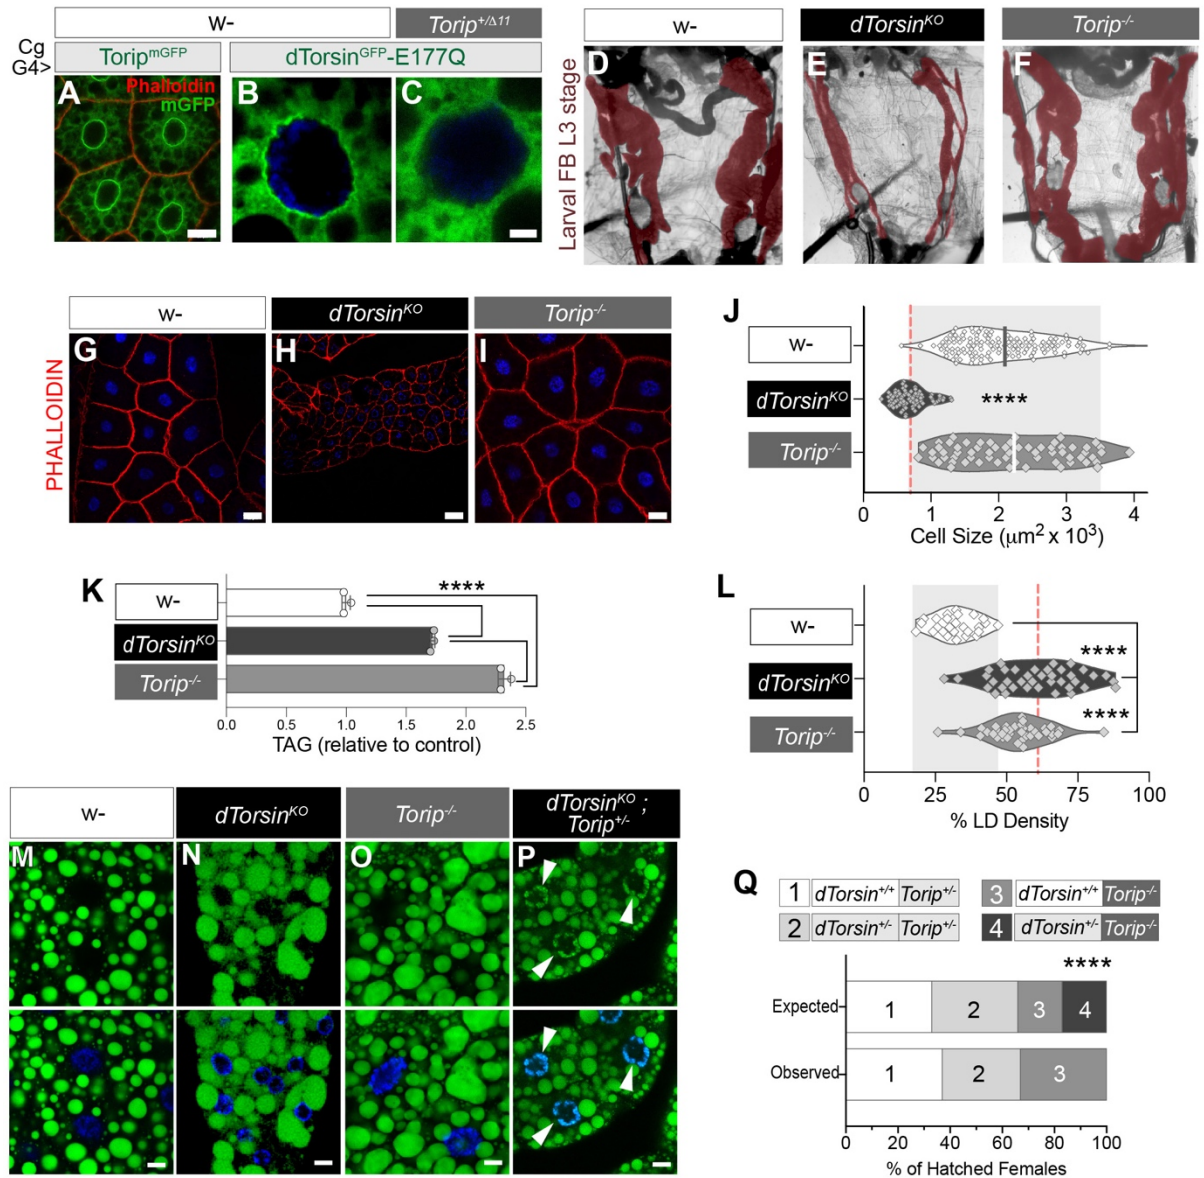 w-
Torip+/Δ11
Cg
G4>
ToripmGFP
dTorsinGFP-E177Q
A
Phalloidin
mGFP
B
C
Larval FB L3 stage
w-
dTorsinKO
Torip-/-
D
E
F
w-
dTorsinKO
Torip-/-
PHALLOIDIN
G
H
I
J
w-
dTorsinKO
****
Torip-/-
0 1 2 3 4
Cell Size (μm2 x 103)
K
w-
****
dTorsinKO
Torip-/-
0.0 0.5 1.0 1.5 2.0 2.5
TAG (relative to control)
L
w-
****
dTorsinKO
****
Torip-/-
0 25 50 75 100
% LD Density
w-
dTorsinKO
Torip-/-
dTorsinKO ;
Torip+/-
M
N
O
P
Q
1 dTorsin+/+ Torip+/-
3 dTorsin+/+ Torip-/-
2 dTorsin+/- Torip+/-
4 dTorsin+/- Torip-/-
****
Expected 1 2 3 4
Observed 1 2 3
0 20 40 60 80 100
% of Hatched Females